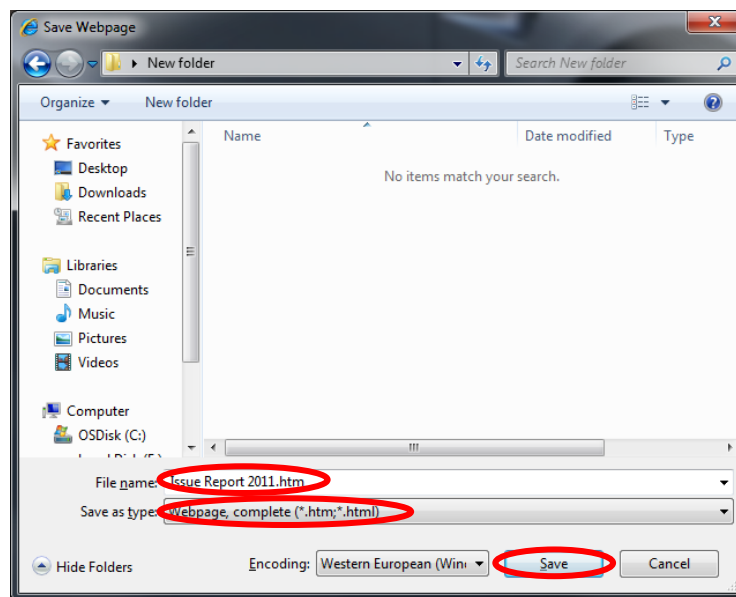 Save Webpage
New folder
Search New folder
Organize
New folder
Favorites
Desktop
Downloads
Recent Places
Libraries
Documents
Music
Pictures
Videos
Computer
OSDisk (C:)
Name
Date modified
Type
No items match your search.
File name: Issue Report 2011.htm
Save as type: Webpage, complete (*.htm;*.html)
Hide Folders
Encoding: Western European (Win
Save
Cancel